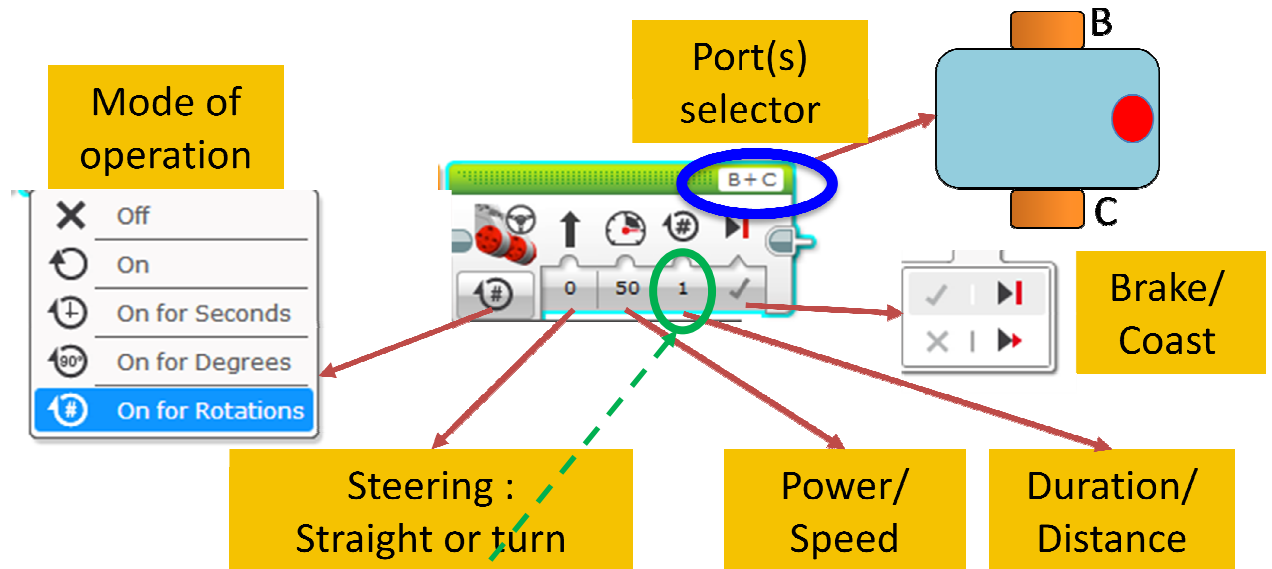 Port(s)
selector
B
Mode of
operation
B + C
C
Off
On
On for Seconds
90°
On for Degrees
#
On for Rotations
#
#
0
50
1
Brake/
Coast
Steering :
Straight or turn
Power/
Speed
Duration/
Distance